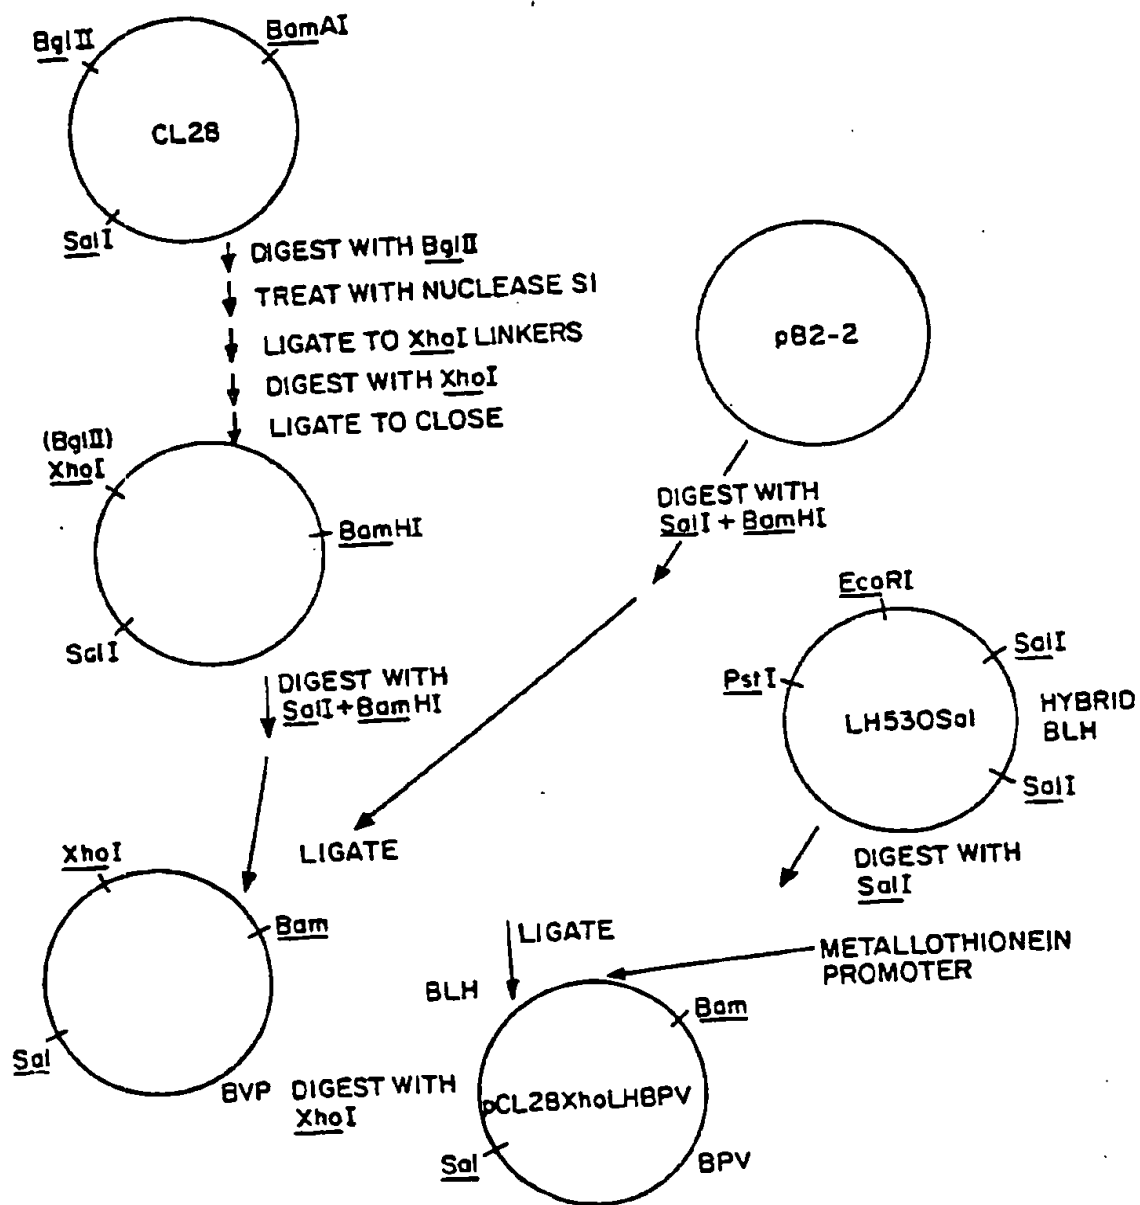 BglII
BamAI
CL28
SalI
DIGEST WITH BglII
TREAT WITH NUCLEASE S1
LIGATE TO XhoI LINKERS
DIGEST WITH XhoI
LIGATE TO CLOSE
(BglII)
XhoI
BamHI
SalI
DIGEST WITH
SalI+BamHI
pB2-2
DIGEST WITH
SalI + BamHI
EcoRI
SalI
PstI
LH530Sal
HYBRID
BLH
SalI
DIGEST WITH
SalI
LIGATE
XhoI
Bam
Sal
BVP
DIGEST WITH
XhoI
LIGATE
BLH
METALLOTHIONEIN
PROMOTER
Bam
pCL28XhoLHBPV
Sal
BPV